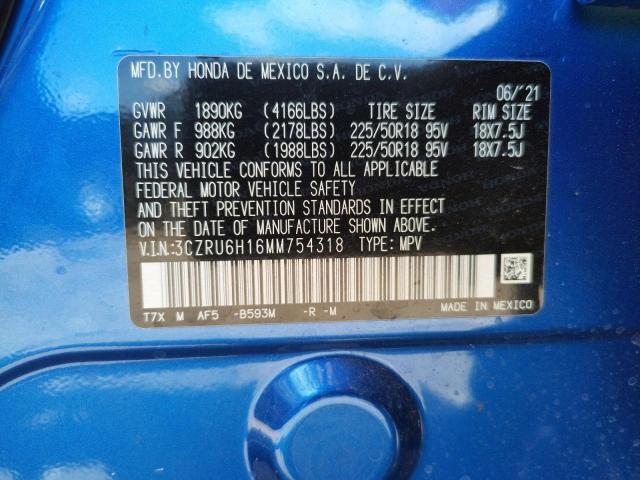 MFD.BY HONDA DE MEXICO S.A. DE C.V.
06/'21
GVWR 1890KG (4166LBS) TIRE SIZE RIM SIZE
GAWR F 988KG (2178LBS) 225/50R18 95V 18X7.5J
GAWR R 902KG (1988LBS) 225/50R18 95V 18X7.5J
THIS VEHICLE CONFORMS TO ALL APPLICABLE
FEDERAL MOTOR VEHICLE SAFETY
AND THEFT PREVENTION STANDARDS IN EFFECT
ON THE DATE OF MANUFACTURE SHOWN ABOVE.
V.I.N.:3CZRU6H16MM754318 TYPE: MPV
T7X M AF5 -B593M -R -M MADE IN MEXICO